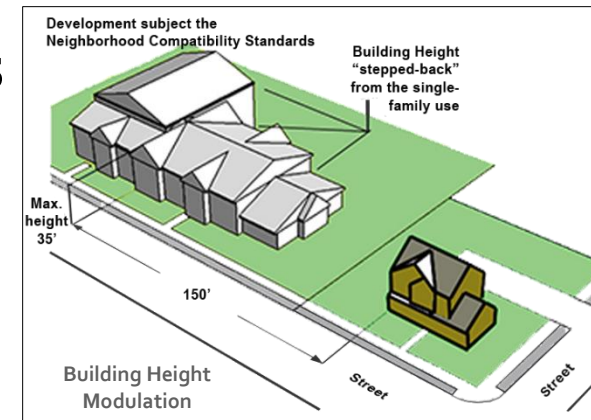 Development subject the
Neighborhood Compatibility Standards
Building Height
“stepped-back”
from the single-
family use
Max.
height
35’
150’
Building Height
Modulation
Street
Street